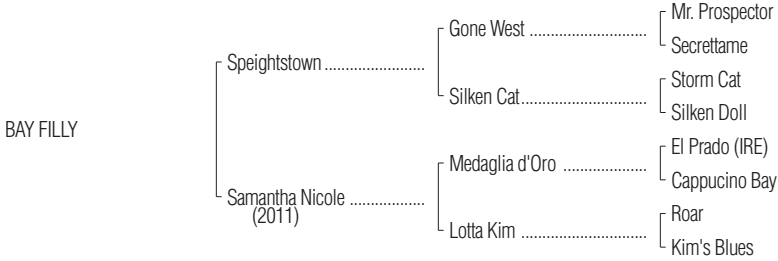 Mr. Prospector
Gone West ..............................
Secrettame
Speightstown .........................
Storm Cat
Silken Cat................................
Silken Doll
BAY FILLY
El Prado (IRE)
Medaglia d'Oro .....................
Cappucino Bay
Samantha Nicole ..................
(2011)
Roar
Lotta Kim ................................
Kim's Blues